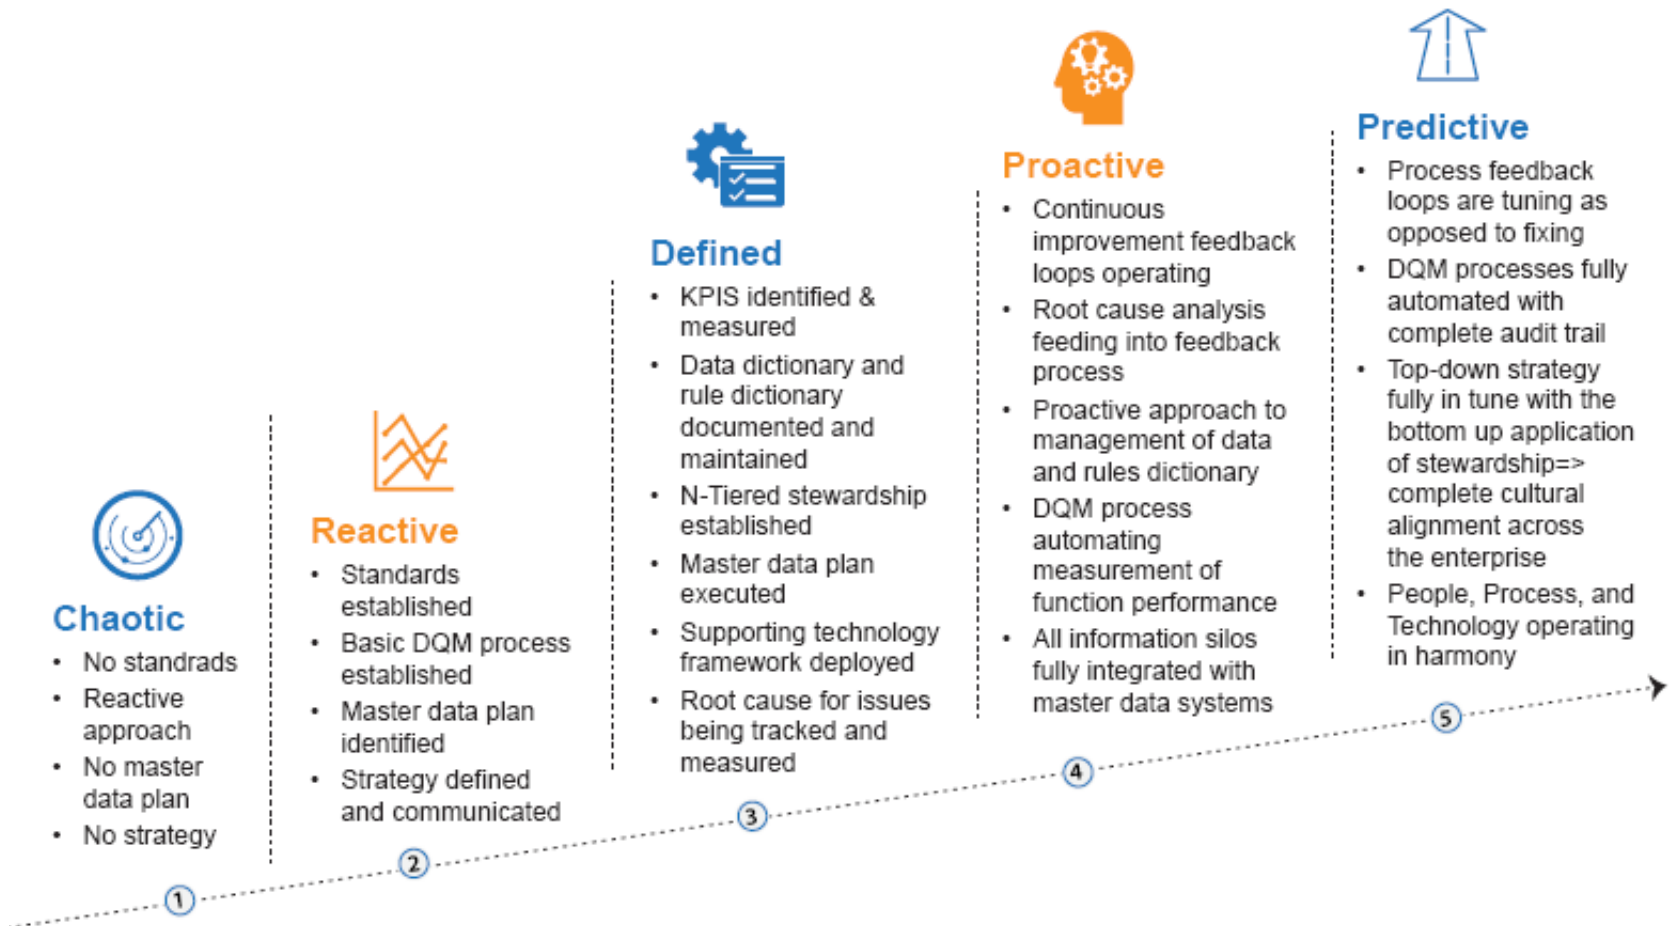 Chaotic
• No standrads
• Reactive
approach
• No master
data plan
• No strategy
1
Reactive
• Standards
established
• Basic DQM process
established
• Master data plan
identified
• Strategy defined
and communicated
2
Defined
• KPIS identified &
measured
• Data dictionary and
rule dictionary
documented and
maintained
• N-Tiered stewardship
established
• Master data plan
executed
• Supporting technology
framework deployed
• Root cause for issues
being tracked and
measured
3
Proactive
• Continuous
improvement feedback
loops operating
• Root cause analysis
feeding into feedback
process
• Proactive approach to
management of data
and rules dictionary
• DQM process
automating
measurement of
function performance
• All information silos
fully integrated with
master data systems
4
Predictive
• Process feedback
loops are tuning as
opposed to fixing
• DQM processes fully
automated with
complete audit trail
• Top-down strategy
fully in tune with the
bottom up application
of stewardship=>
complete cultural
alignment across
the enterprise
• People, Process, and
Technology operating
in harmony
5